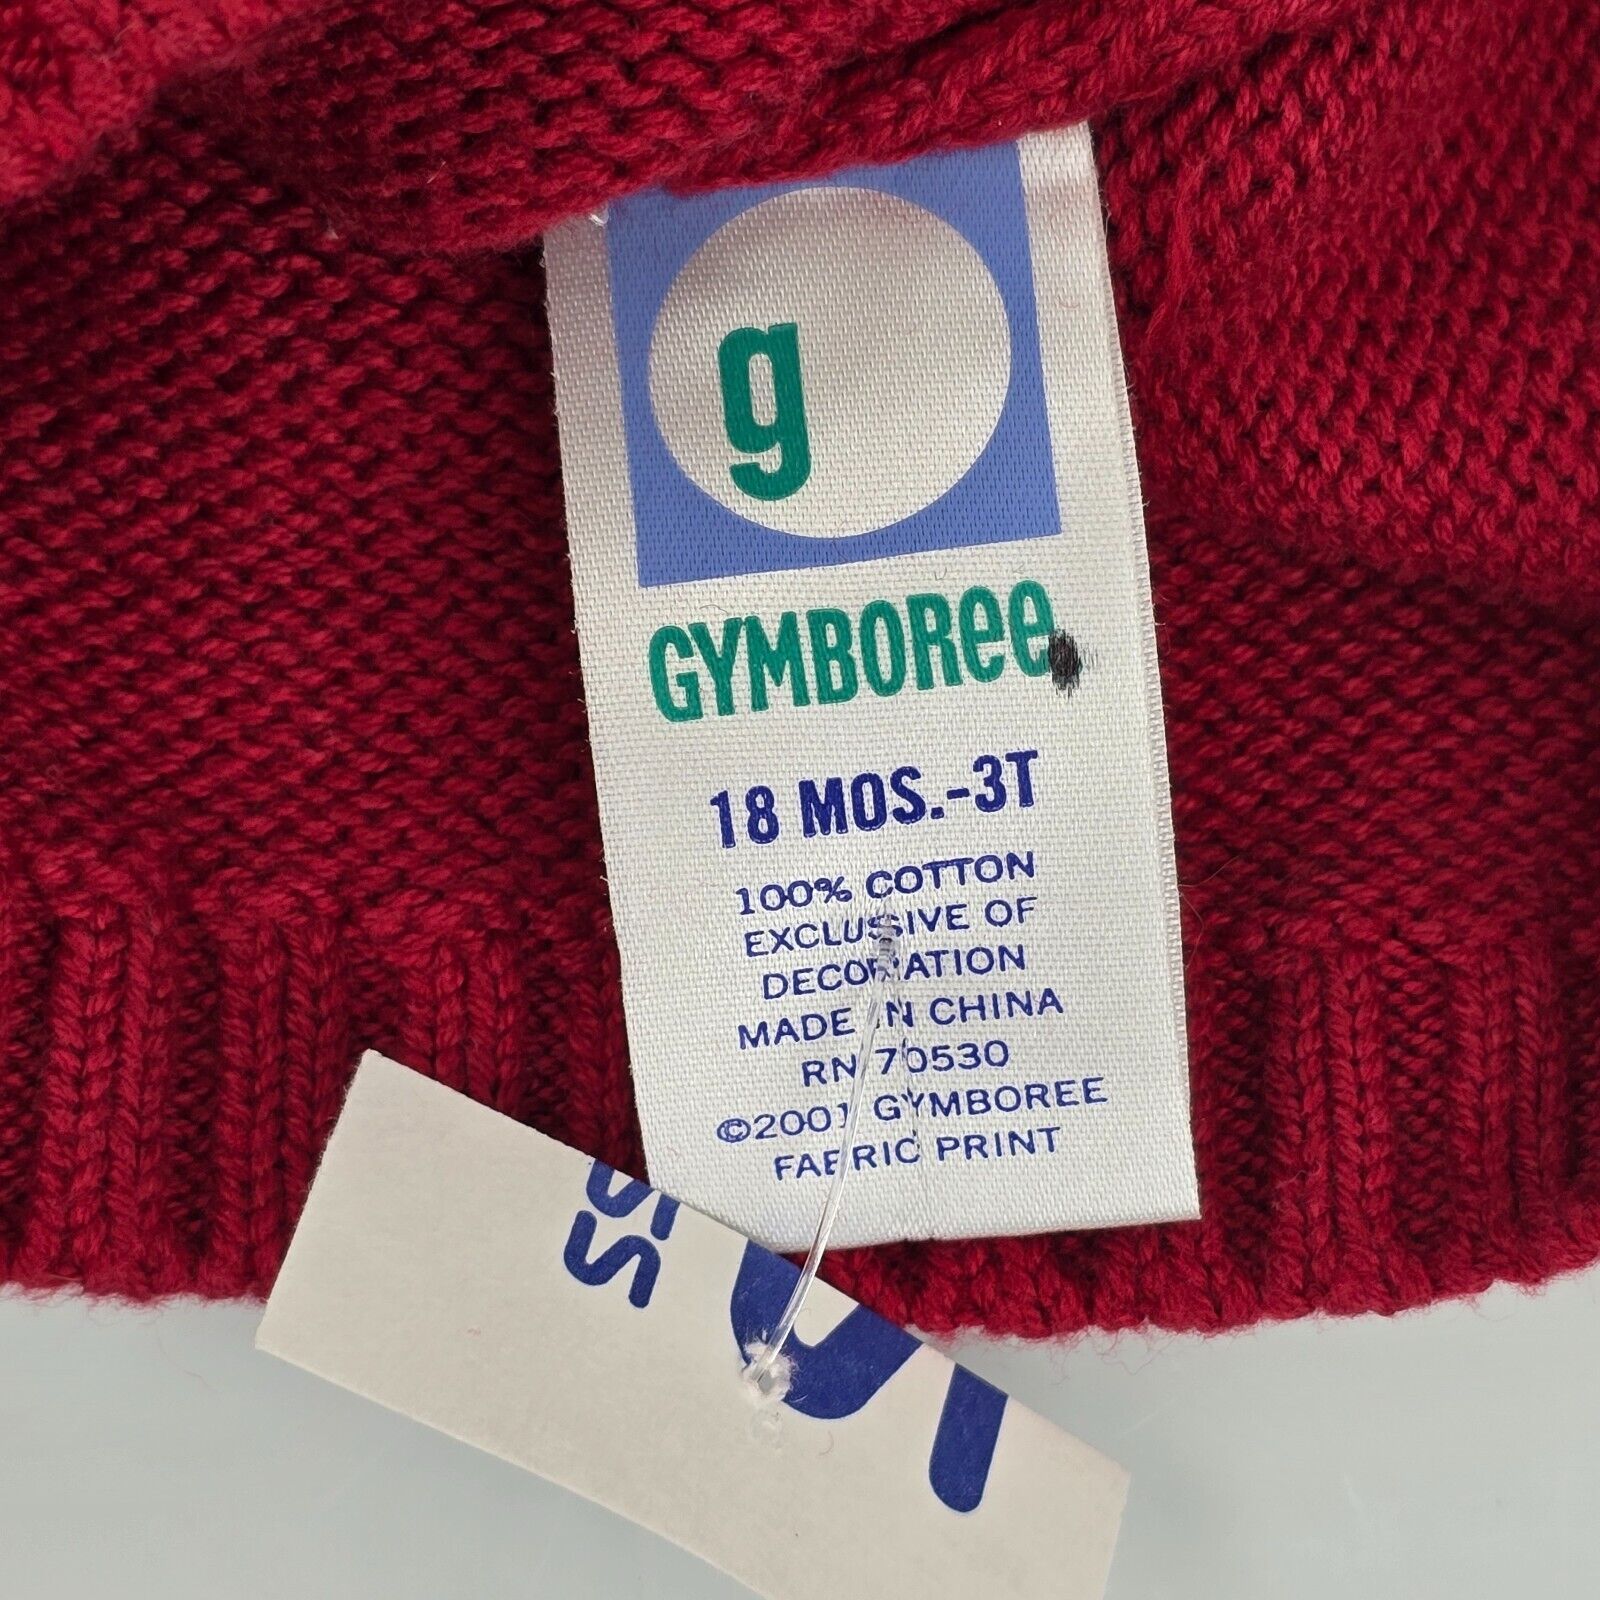 g
GYMBORee
18 MOS.-3T
100% COTTON
EXCLUSIVE OF
DECORATION
MADE IN CHINA
RN 70530
©2001 GYMBOREE
FABRIC PRINT